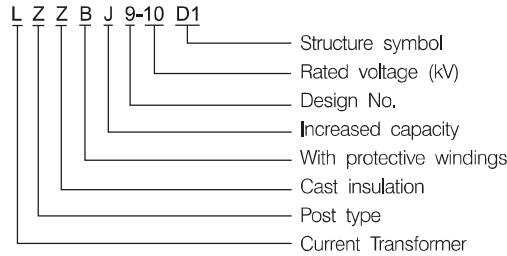 L Z Z B J 9-10 D1
Structure symbol
Rated voltage (kV)
Design No.
Increased capacity
With protective windings
Cast insulation
Post type
Current Transformer